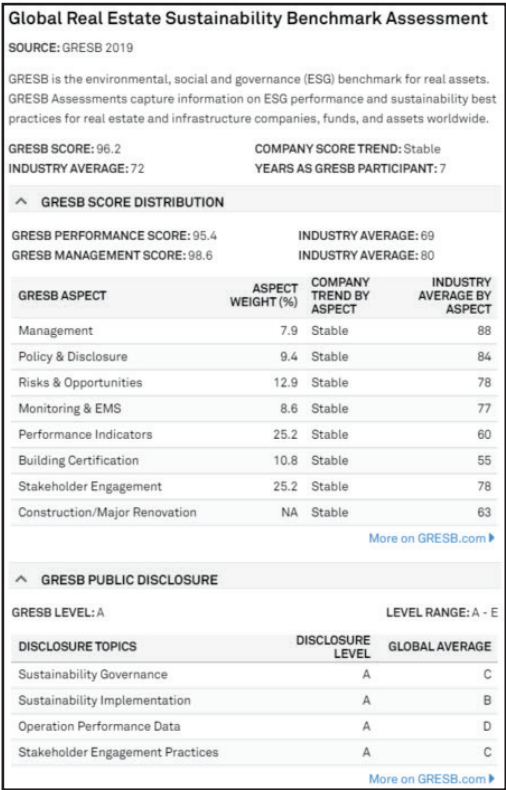 Global Real Estate Sustainability Benchmark Assessment
SOURCE: GRESB 2019
GRESB is the environmental, social and governance (ESG) benchmark for real assets.
GRESB Assessments capture information on ESG performance and sustainability best
practices for real estate and infrastructure companies, funds, and assets worldwide.
GRESB SCORE: 96.2 COMPANY SCORE TREND: Stable
INDUSTRY AVERAGE: 72 YEARS AS GRESB PARTICIPANT: 7
GRESB SCORE DISTRIBUTION
GRESB PERFORMANCE SCORE: 95.4 INDUSTRY AVERAGE: 69
GRESB MANAGEMENT SCORE: 98.6 INDUSTRY AVERAGE: 80
GRESB ASPECT ASPECT WEIGHT (%) COMPANY TREND BY ASPECT INDUSTRY AVERAGE BY ASPECT
Management 7.9 Stable 88
Policy & Disclosure 9.4 Stable 84
Risks & Opportunities 12.9 Stable 78
Monitoring & EMS 8.6 Stable 77
Performance Indicators 25.2 Stable 60
Building Certification 10.8 Stable 55
Stakeholder Engagement 25.2 Stable 78
Construction/Major Renovation NA Stable 63
More on GRESB.com
GRESB PUBLIC DISCLOSURE
GRESB LEVEL: A LEVEL RANGE: A - E
DISCLOSURE TOPICS DISCLOSURE LEVEL GLOBAL AVERAGE
Sustainability Governance A C
Sustainability Implementation A B
Operation Performance Data A D
Stakeholder Engagement Practices A C
More on GRESB.com